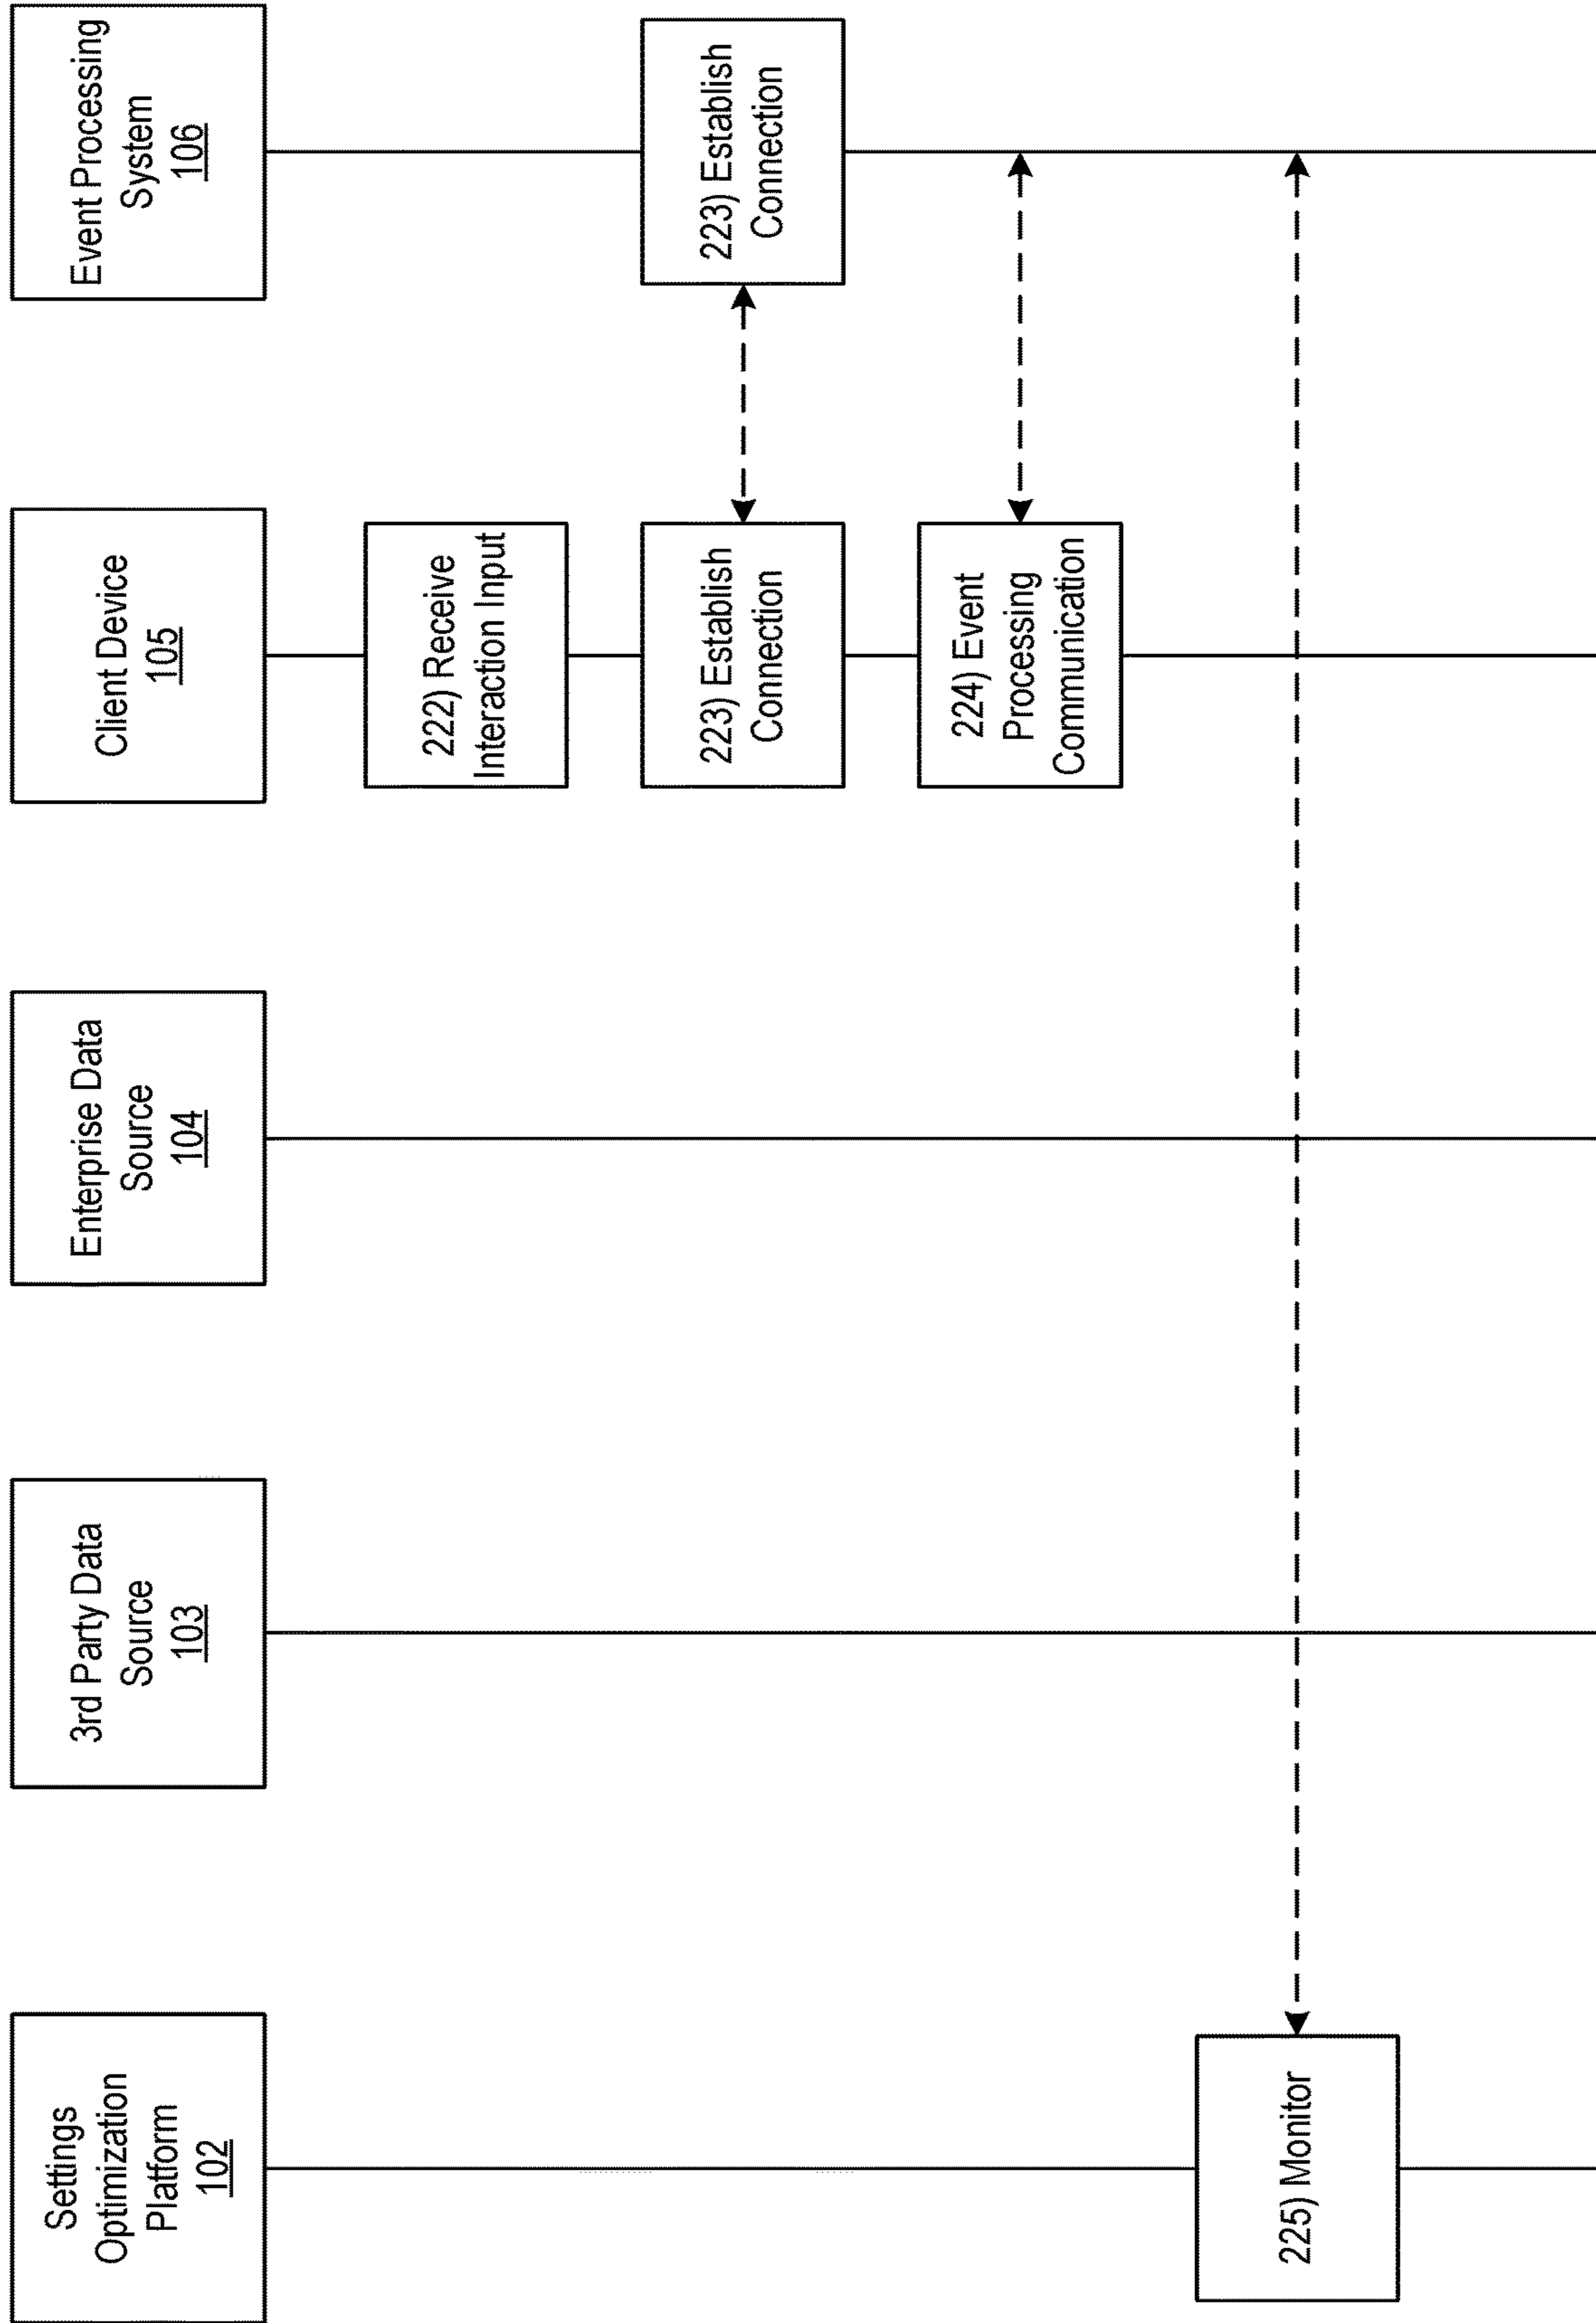 Settings
Optimization
Platform
102
3rd Party Data
Source
103
Enterprise Data
Source
104
Client Device
105
Event Processing
System
106
222) Receive
Interaction Input
223) Establish
Connection
223) Establish
Connection
224) Event
Processing
Communication
225) Monitor